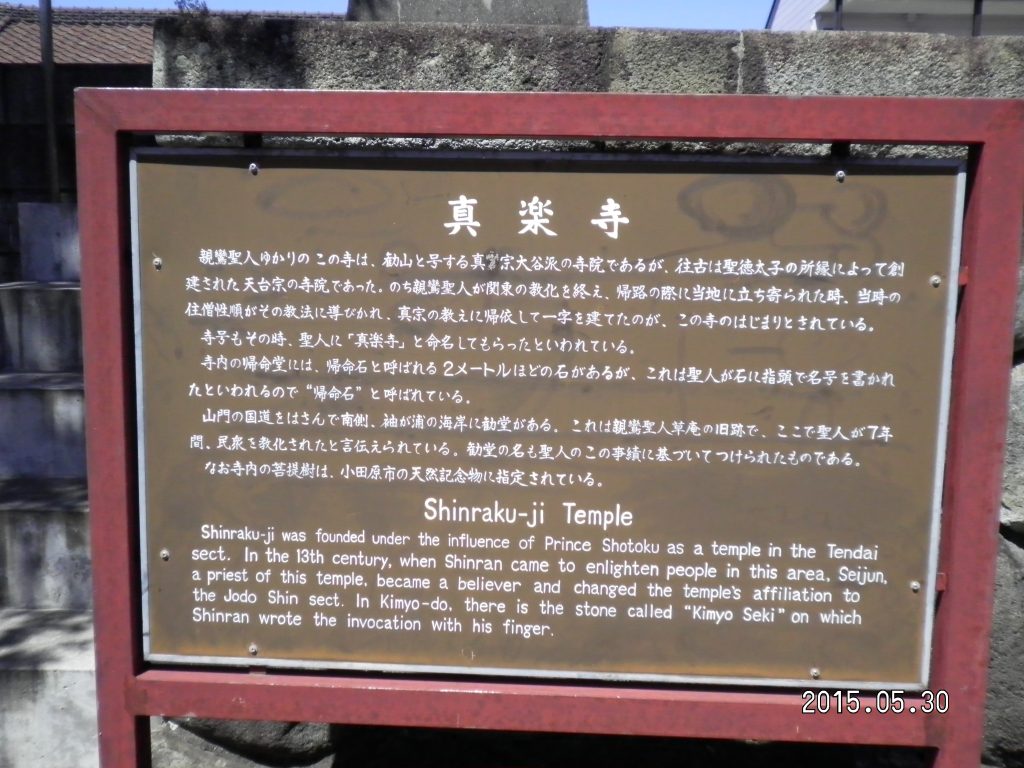 真楽寺
親鸞聖人ゆかりの この寺は、勧山と号する真宗大谷派の寺院であるが、往古は聖徳太子の所縁によって創
建された天台宗の寺院であった。のち親鸞聖人が関東の教化を終え、帰路の際に当地に立ち寄られた時、当時の
住僧性順がその教法に導びかれ、真宗の教えに帰依して一字を建てたのが、この寺のはじまりとされている。
寺号もその時、聖人に「真楽寺」と命名してもらったといわれている。
寺内の帰命堂には、帰命石と呼ばれる2メートルほどの石があるが、これは聖人が石に指頭で名号を書かれ
たといわれるので“帰命石”と呼ばれている。
山門の国道をはさんで南側、袖が浦の海岸に勧堂がある。これは親鸞聖人草庵の旧跡で、ここで聖人が7年
間、民衆を教化されたと言伝えられている。勧堂の名も聖人のこの事績に基づいてつけられたものである。
なお寺内の菩提樹は、小田原市の天然記念物に指定されている。
Shinraku-ji Temple
Shinraku-ji was founded under the influence of Prince Shotoku as a temple in the Tendai
sect. In the 13th century, when Shinran came to enlighten people in this area, Seijun,
a priest of this temple, became a believer and changed the temple's affiliation to
the Jodo Shin sect. In Kimyo-do, there is the stone called "Kimyo Seki" on which
Shinran wrote the invocation with his finger.
2015.05.30